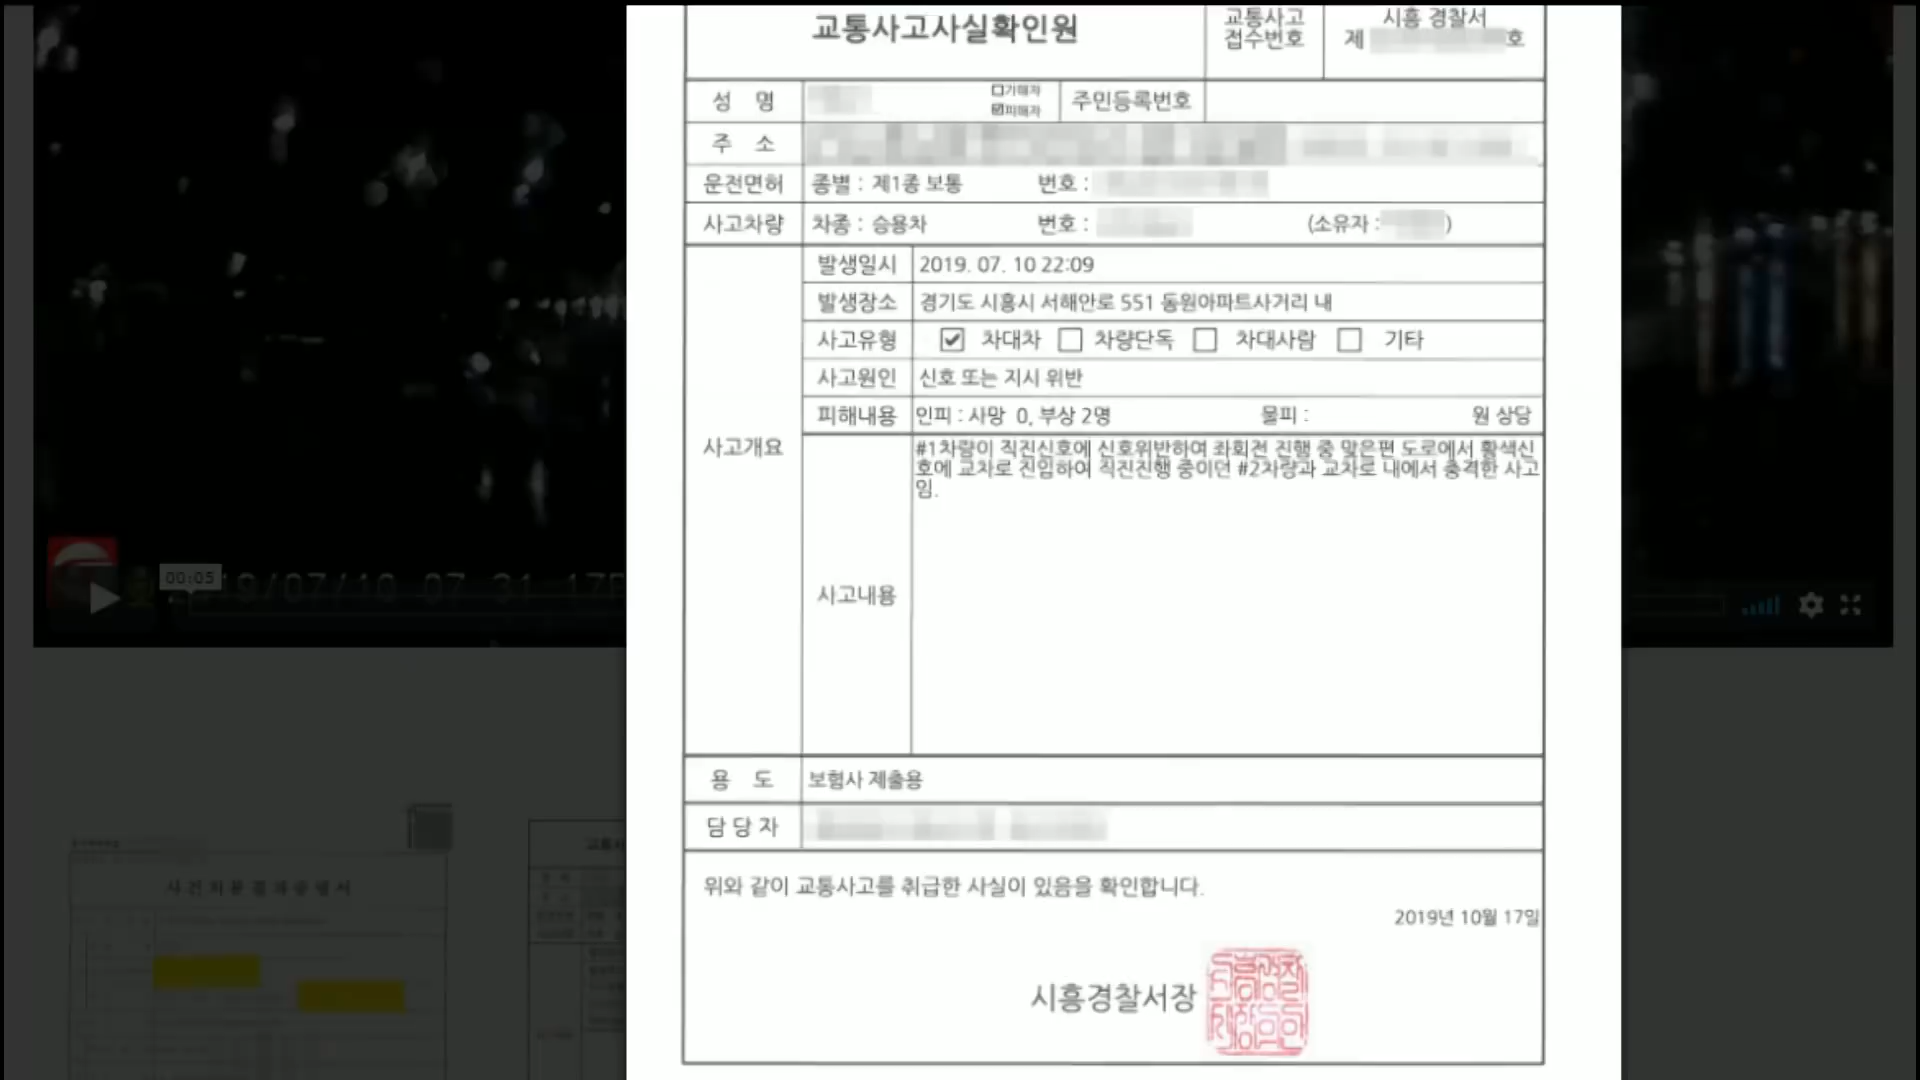 교통사고사실확인원
교통사고
접수번호
시흥 경찰서
제 호
성 명
□가해자
☑피해자
주민등록번호
주 소
운전면허
종별 : 제1종 보통
번호 :
사고차량
차종 : 승용차
번호 :
(소유자 : )
사고개요
발생일시
2019. 07. 10 22:09
발생장소
경기도 시흥시 서해안로 551 동원아파트사거리 내
사고유형
☑ 차대차 □ 차량단독 □ 차대사람 □ 기타
사고원인
신호 또는 지시 위반
피해내용
인피 : 사망 0, 부상 2명
물피 : 원 상당
사고내용
#1차량이 직진신호에 신호위반하여 좌회전 진행 중 맞은편 도로에서 황색신
호에 교차로 진입하여 직진진행 중이던 #2차량과 교차로 내에서 충격한 사고
임.
용 도
보험사 제출용
담 당 자
위와 같이 교통사고를 취급한 사실이 있음을 확인합니다.
2019년 10월 17일
시흥경찰서장
00:05